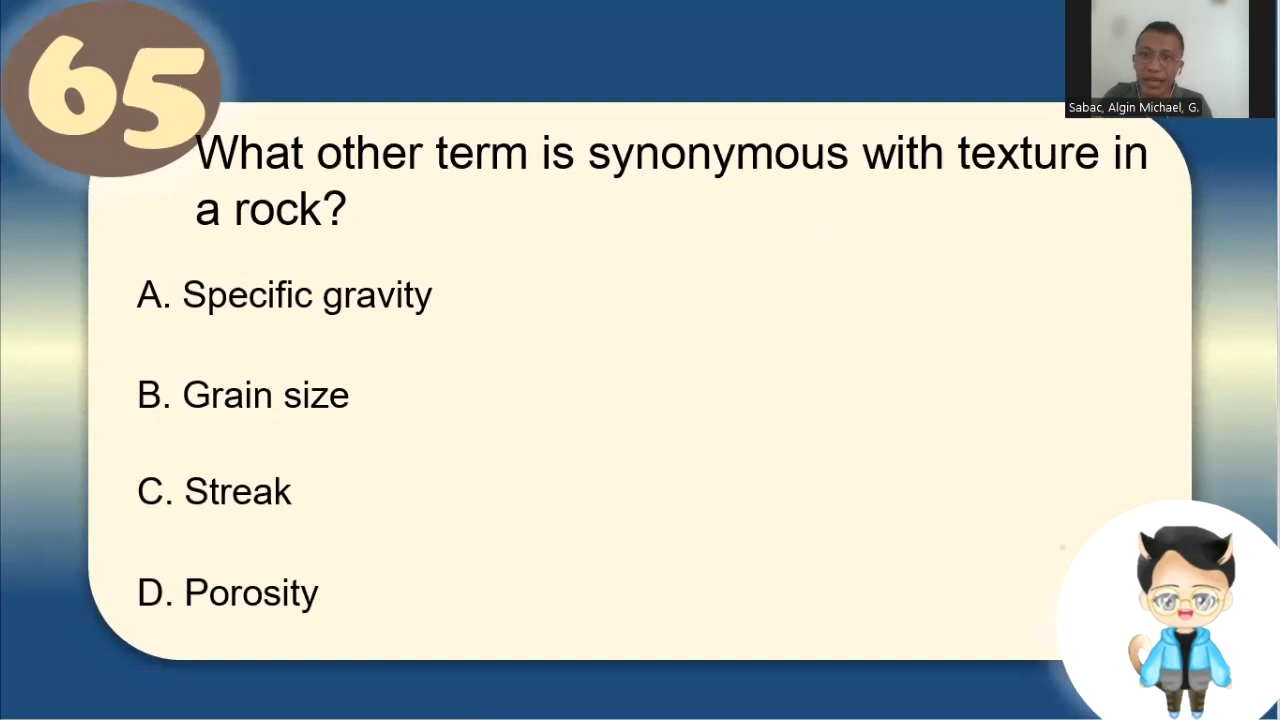 65
Sabac, Algin Michael, G.
What other term is synonymous with texture in
a rock?
A. Specific gravity
B. Grain size
C. Streak
D. Porosity